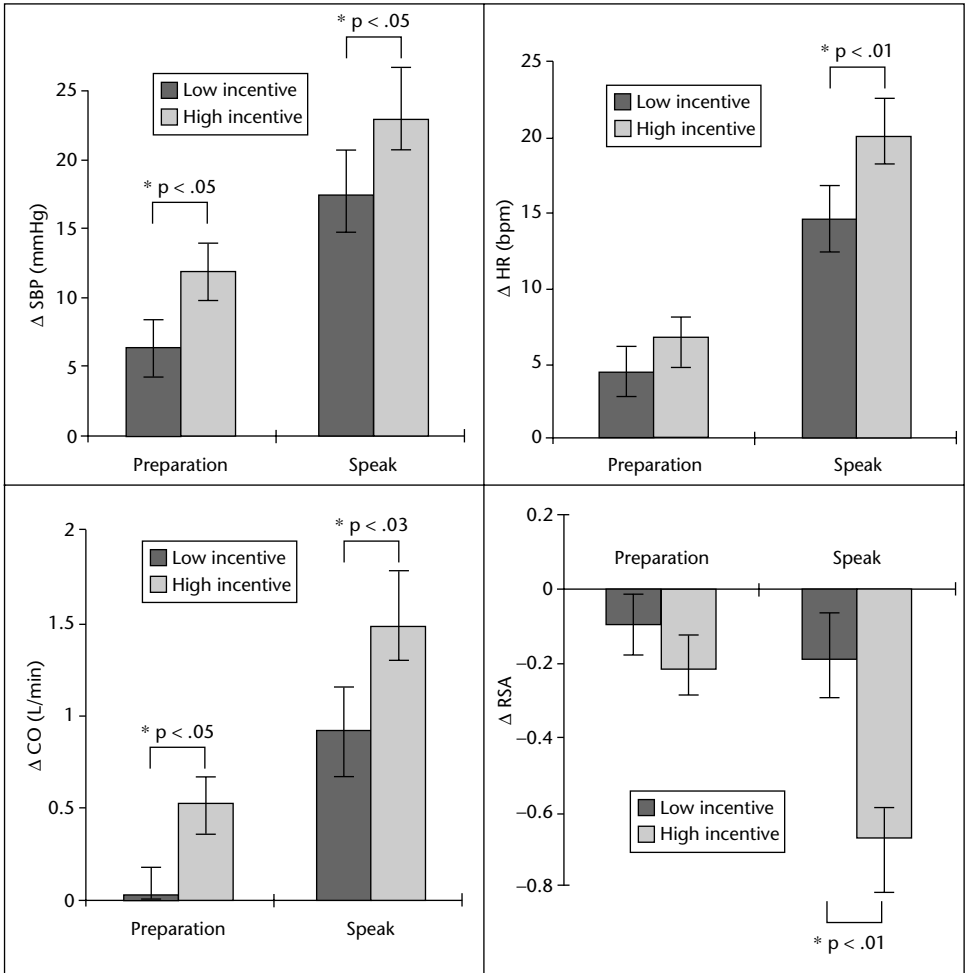 * p < .05
25
Low incentive
High incentive
20
* p < .05
15
Δ SBP (mmHg)
10
5
0
Preparation
Speak
* p < .01
25
Low incentive
High incentive
20
15
Δ HR (bpm)
10
5
0
Preparation
Speak
2
* p < .03
Low incentive
High incentive
1.5
Δ CO (L/min)
1
* p < .05
0.5
0
Preparation
Speak
0.2
Preparation
Speak
0
–0.2
Δ RSA
–0.4
–0.6
Low incentive
High incentive
–0.8
* p < .01